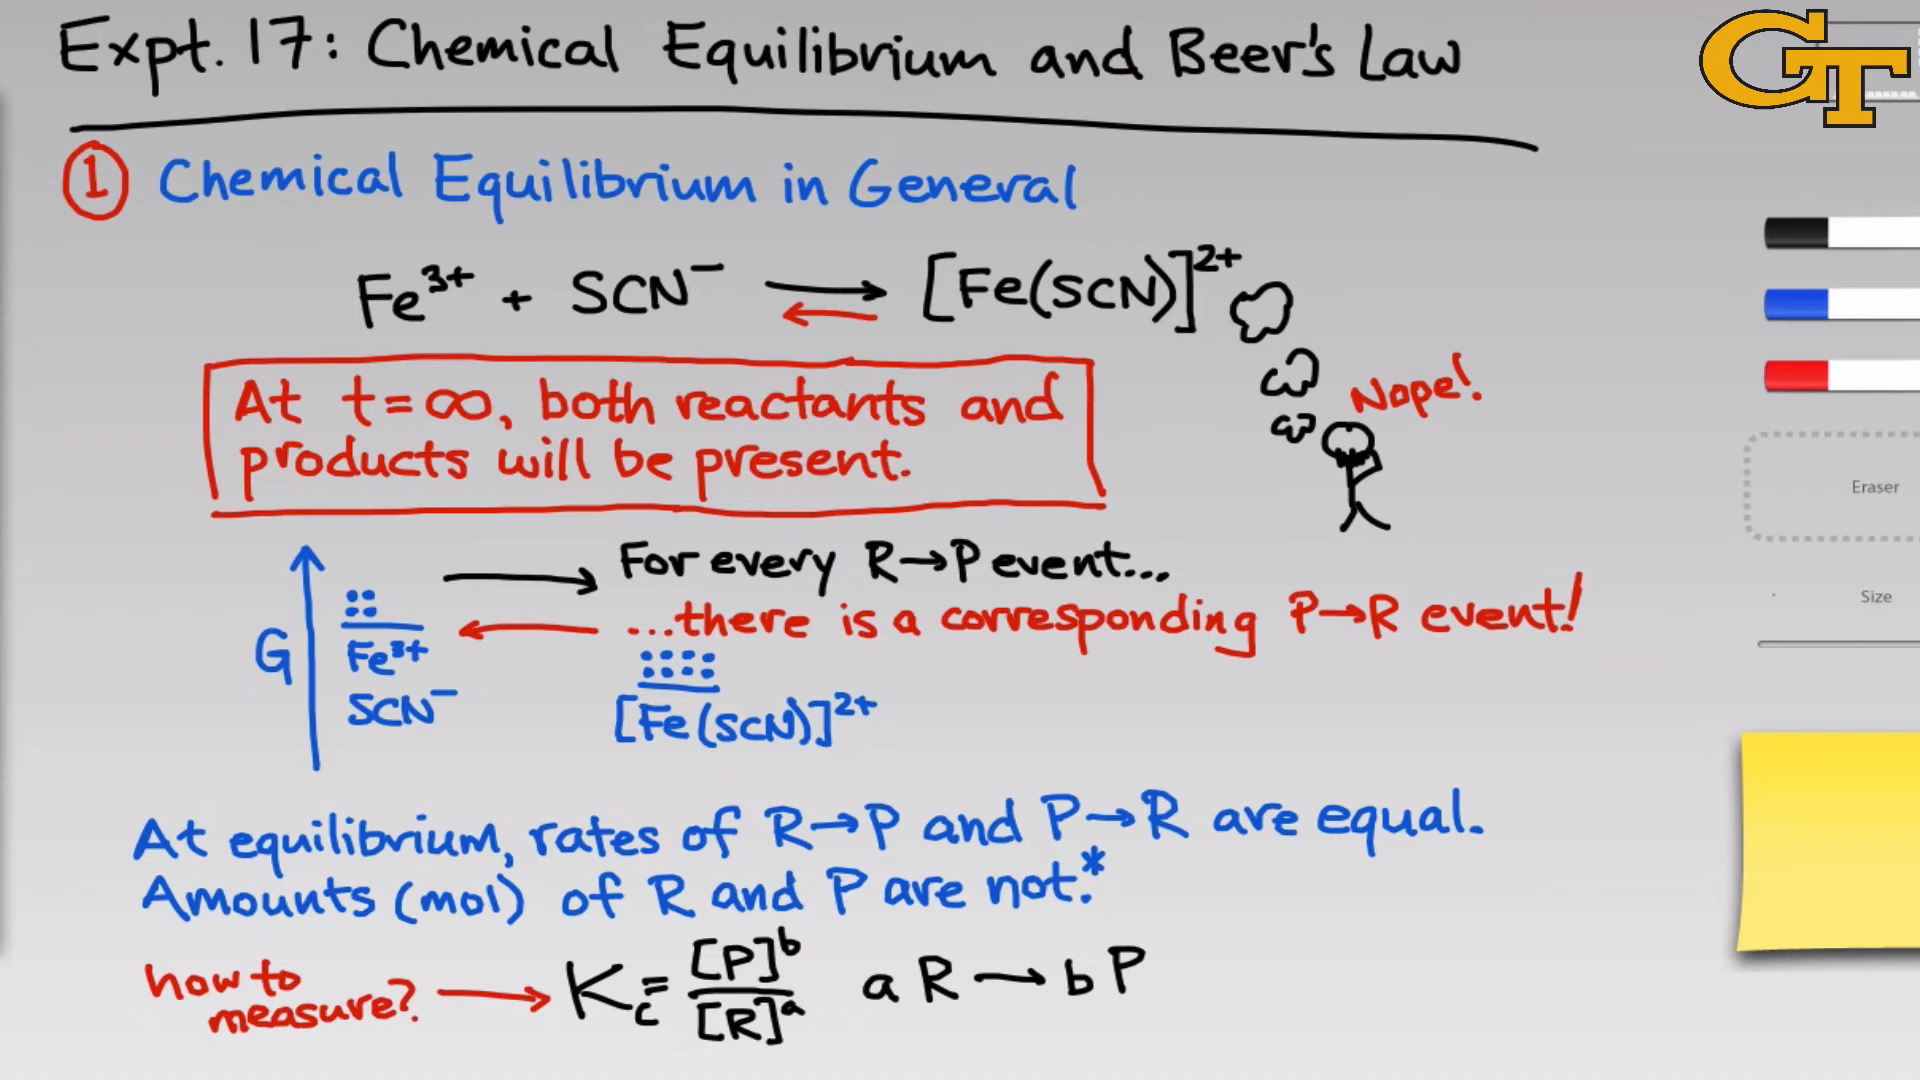 Expt. 17: Chemical Equilibrium and Beer's Law
GT
1 Chemical Equilibrium in General
Fe³⁺ + SCN⁻ ⇄ [Fe(SCN)]²⁺
Nope!
At t=∞, both reactants and
products will be present.
Eraser
For every R→P event...
...there is a corresponding P→R event!
Size
G
Fe³⁺
SCN⁻
[Fe(SCN)]²⁺
At equilibrium, rates of R→P and P→R are equal.
Amounts (mol) of R and P are not.*
how to
measure? → K_c = [P]ᵇ/[R]ᵃ a R → b P